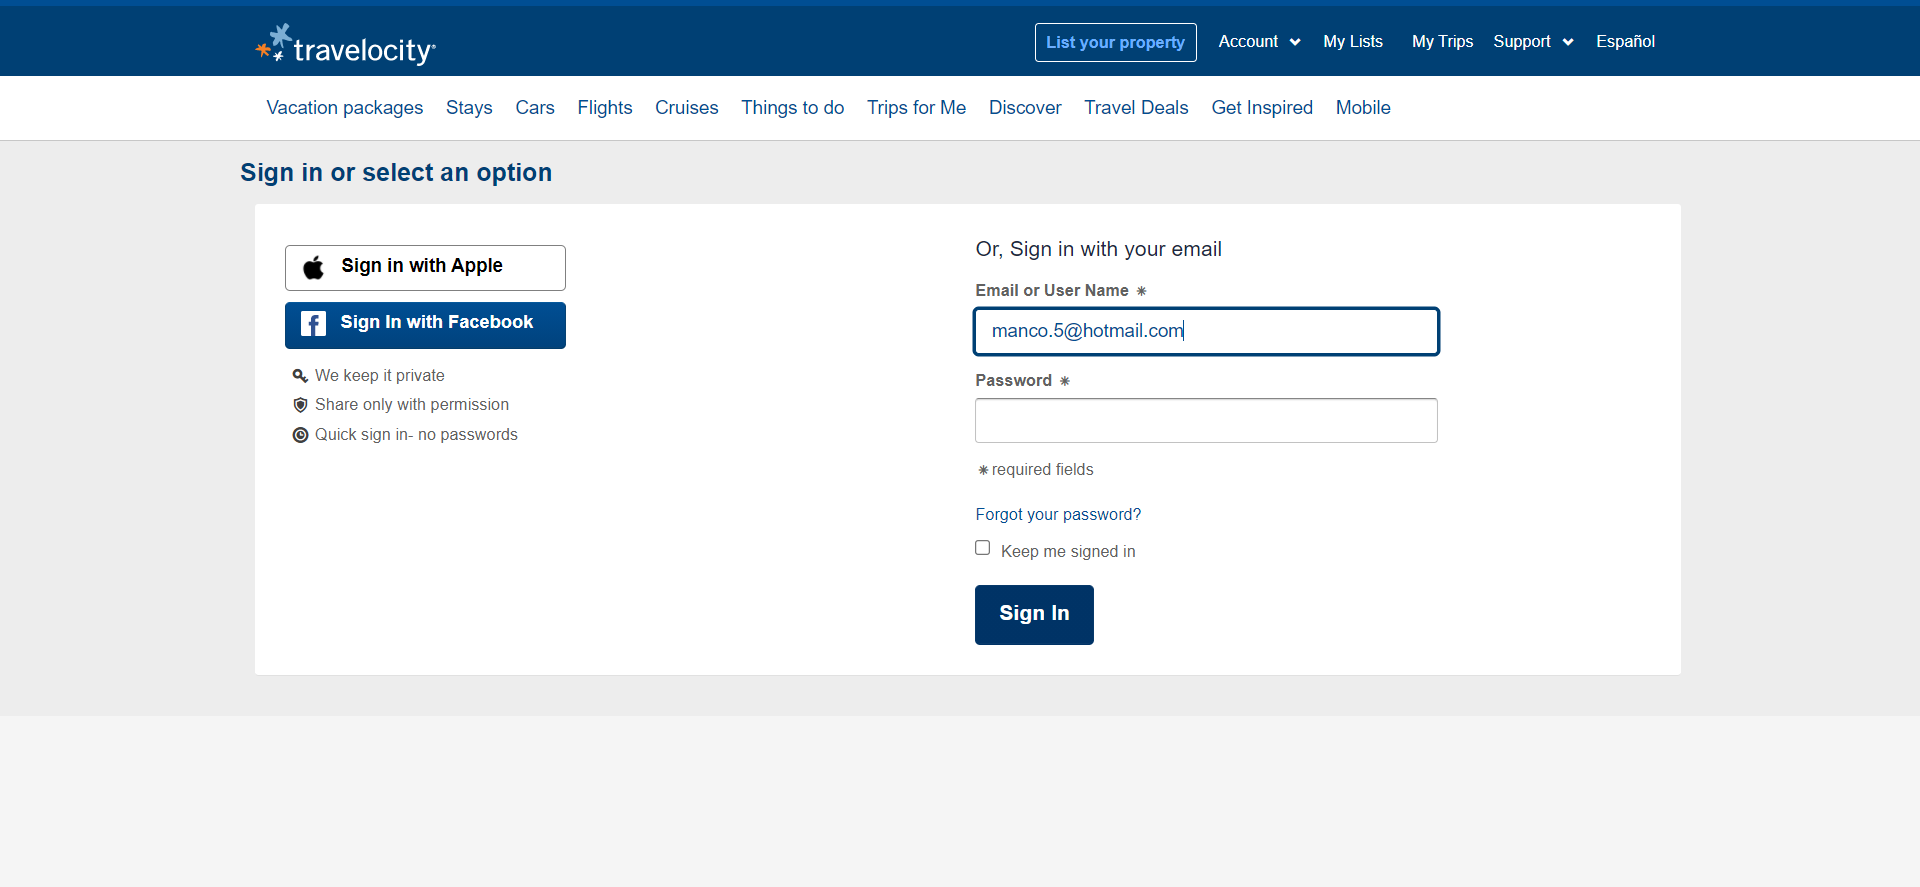 travelocity
List your property Account My Lists My Trips Support Español
Vacation packages Stays Cars Flights Cruises Things to do Trips for Me Discover Travel Deals Get Inspired Mobile
Sign in or select an option
Sign in with Apple
Sign In with Facebook
We keep it private
Share only with permission
Quick sign in- no passwords
Or, Sign in with your email
Email or User Name *
manco.5@hotmail.com
Password *
* required fields
Forgot your password?
Keep me signed in
Sign In